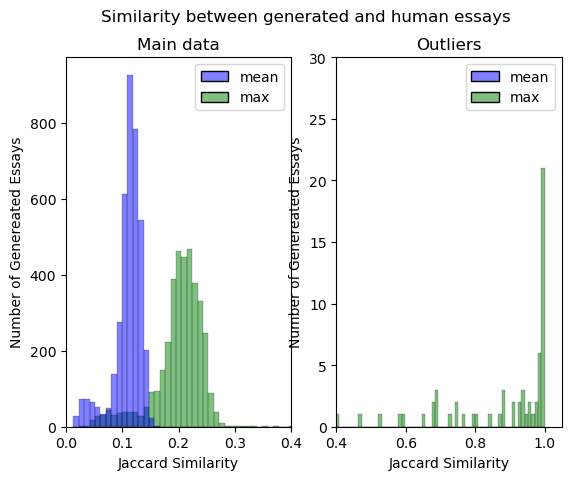 Similarity between generated and human essays
Main data
Number of Genereated Essays
800
600
400
200
0
mean
max
0.0 0.1 0.2 0.3 0.4
Jaccard Similarity
Outliers
Number of Genereated Essays
30
25
20
15
10
5
0
mean
max
0.4 0.6 0.8 1.0
Jaccard Similarity